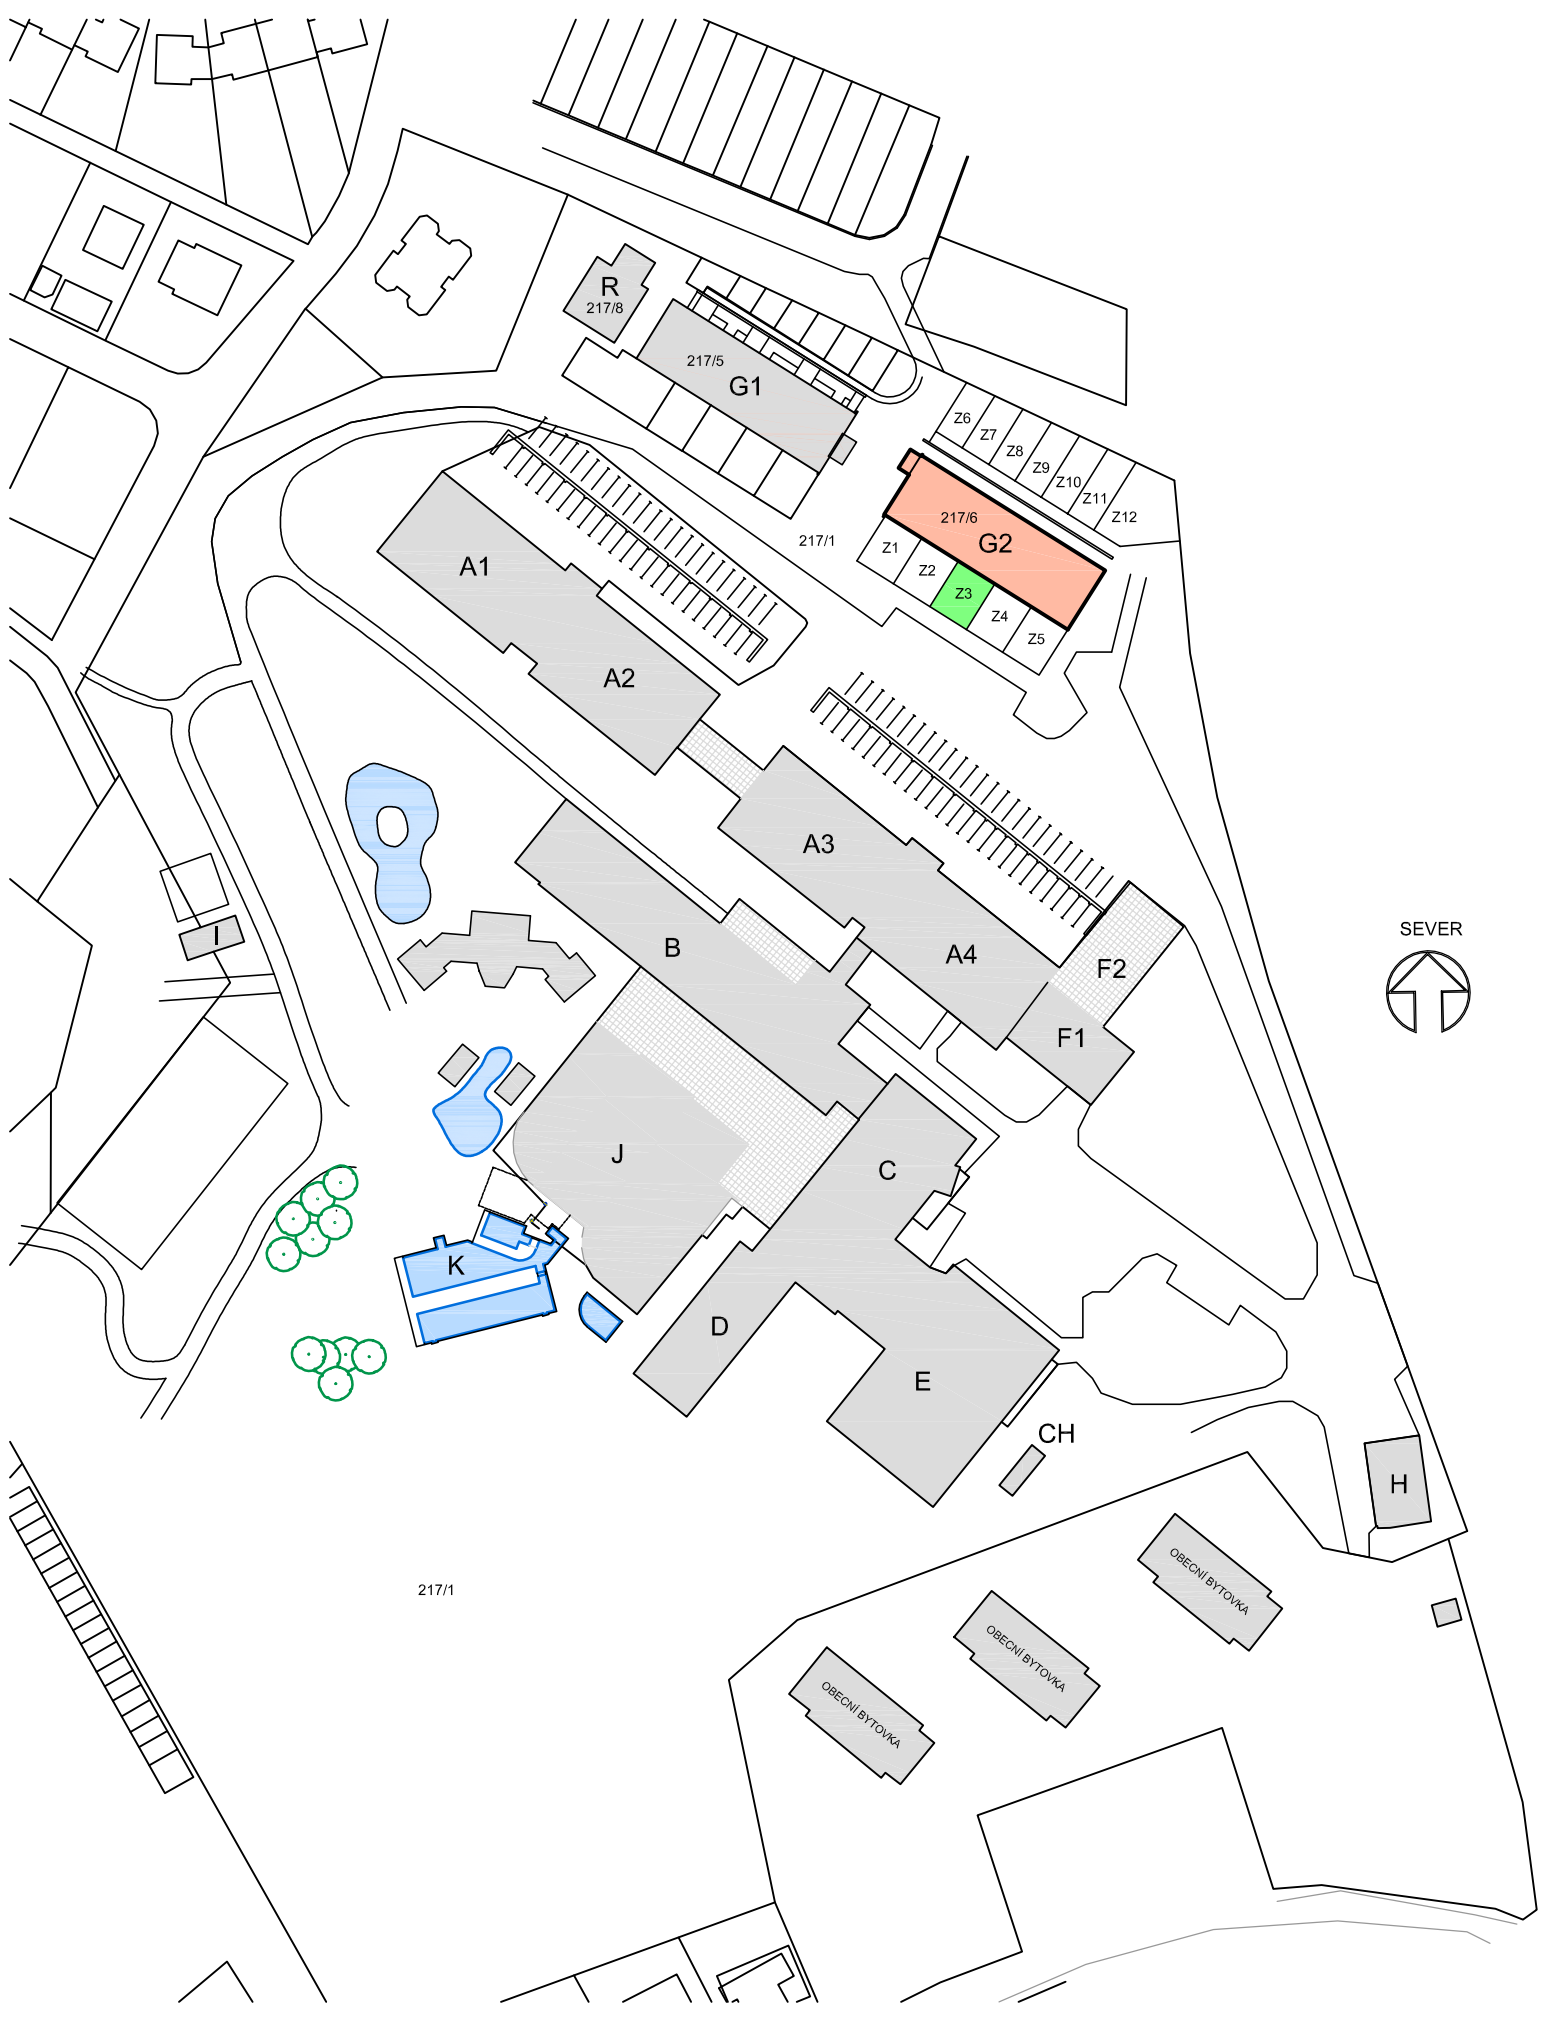 R
217/8
217/5
G1
Z6
Z7
Z8
Z9
Z10
Z11
Z12
217/6
G2
217/1
Z1
Z2
Z3
Z4
Z5
A1
A2
A3
A4
SEVER
I
B
F2
F1
J
C
K
D
E
CH
H
217/1
OBECNÍ BYTOVKA
OBECNÍ BYTOVKA
OBECNÍ BYTOVKA